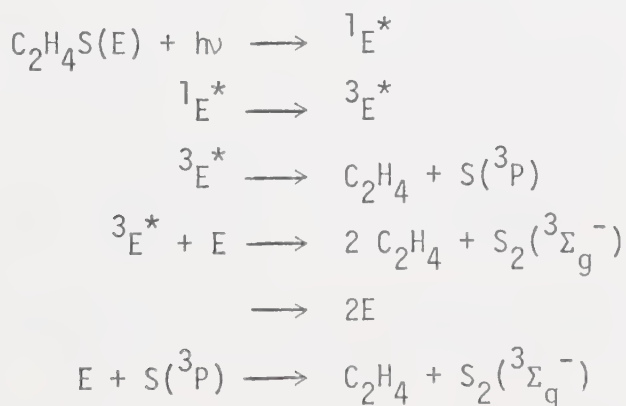 C₂H₄S(E) + hν ⟶ ¹E*
¹E* ⟶ ³E*
³E* ⟶ C₂H₄ + S(³P)
³E* + E ⟶ 2 C₂H₄ + S₂(³Σg⁻)
⟶ 2E
E + S(³P) ⟶ C₂H₄ + S₂(³Σg⁻)